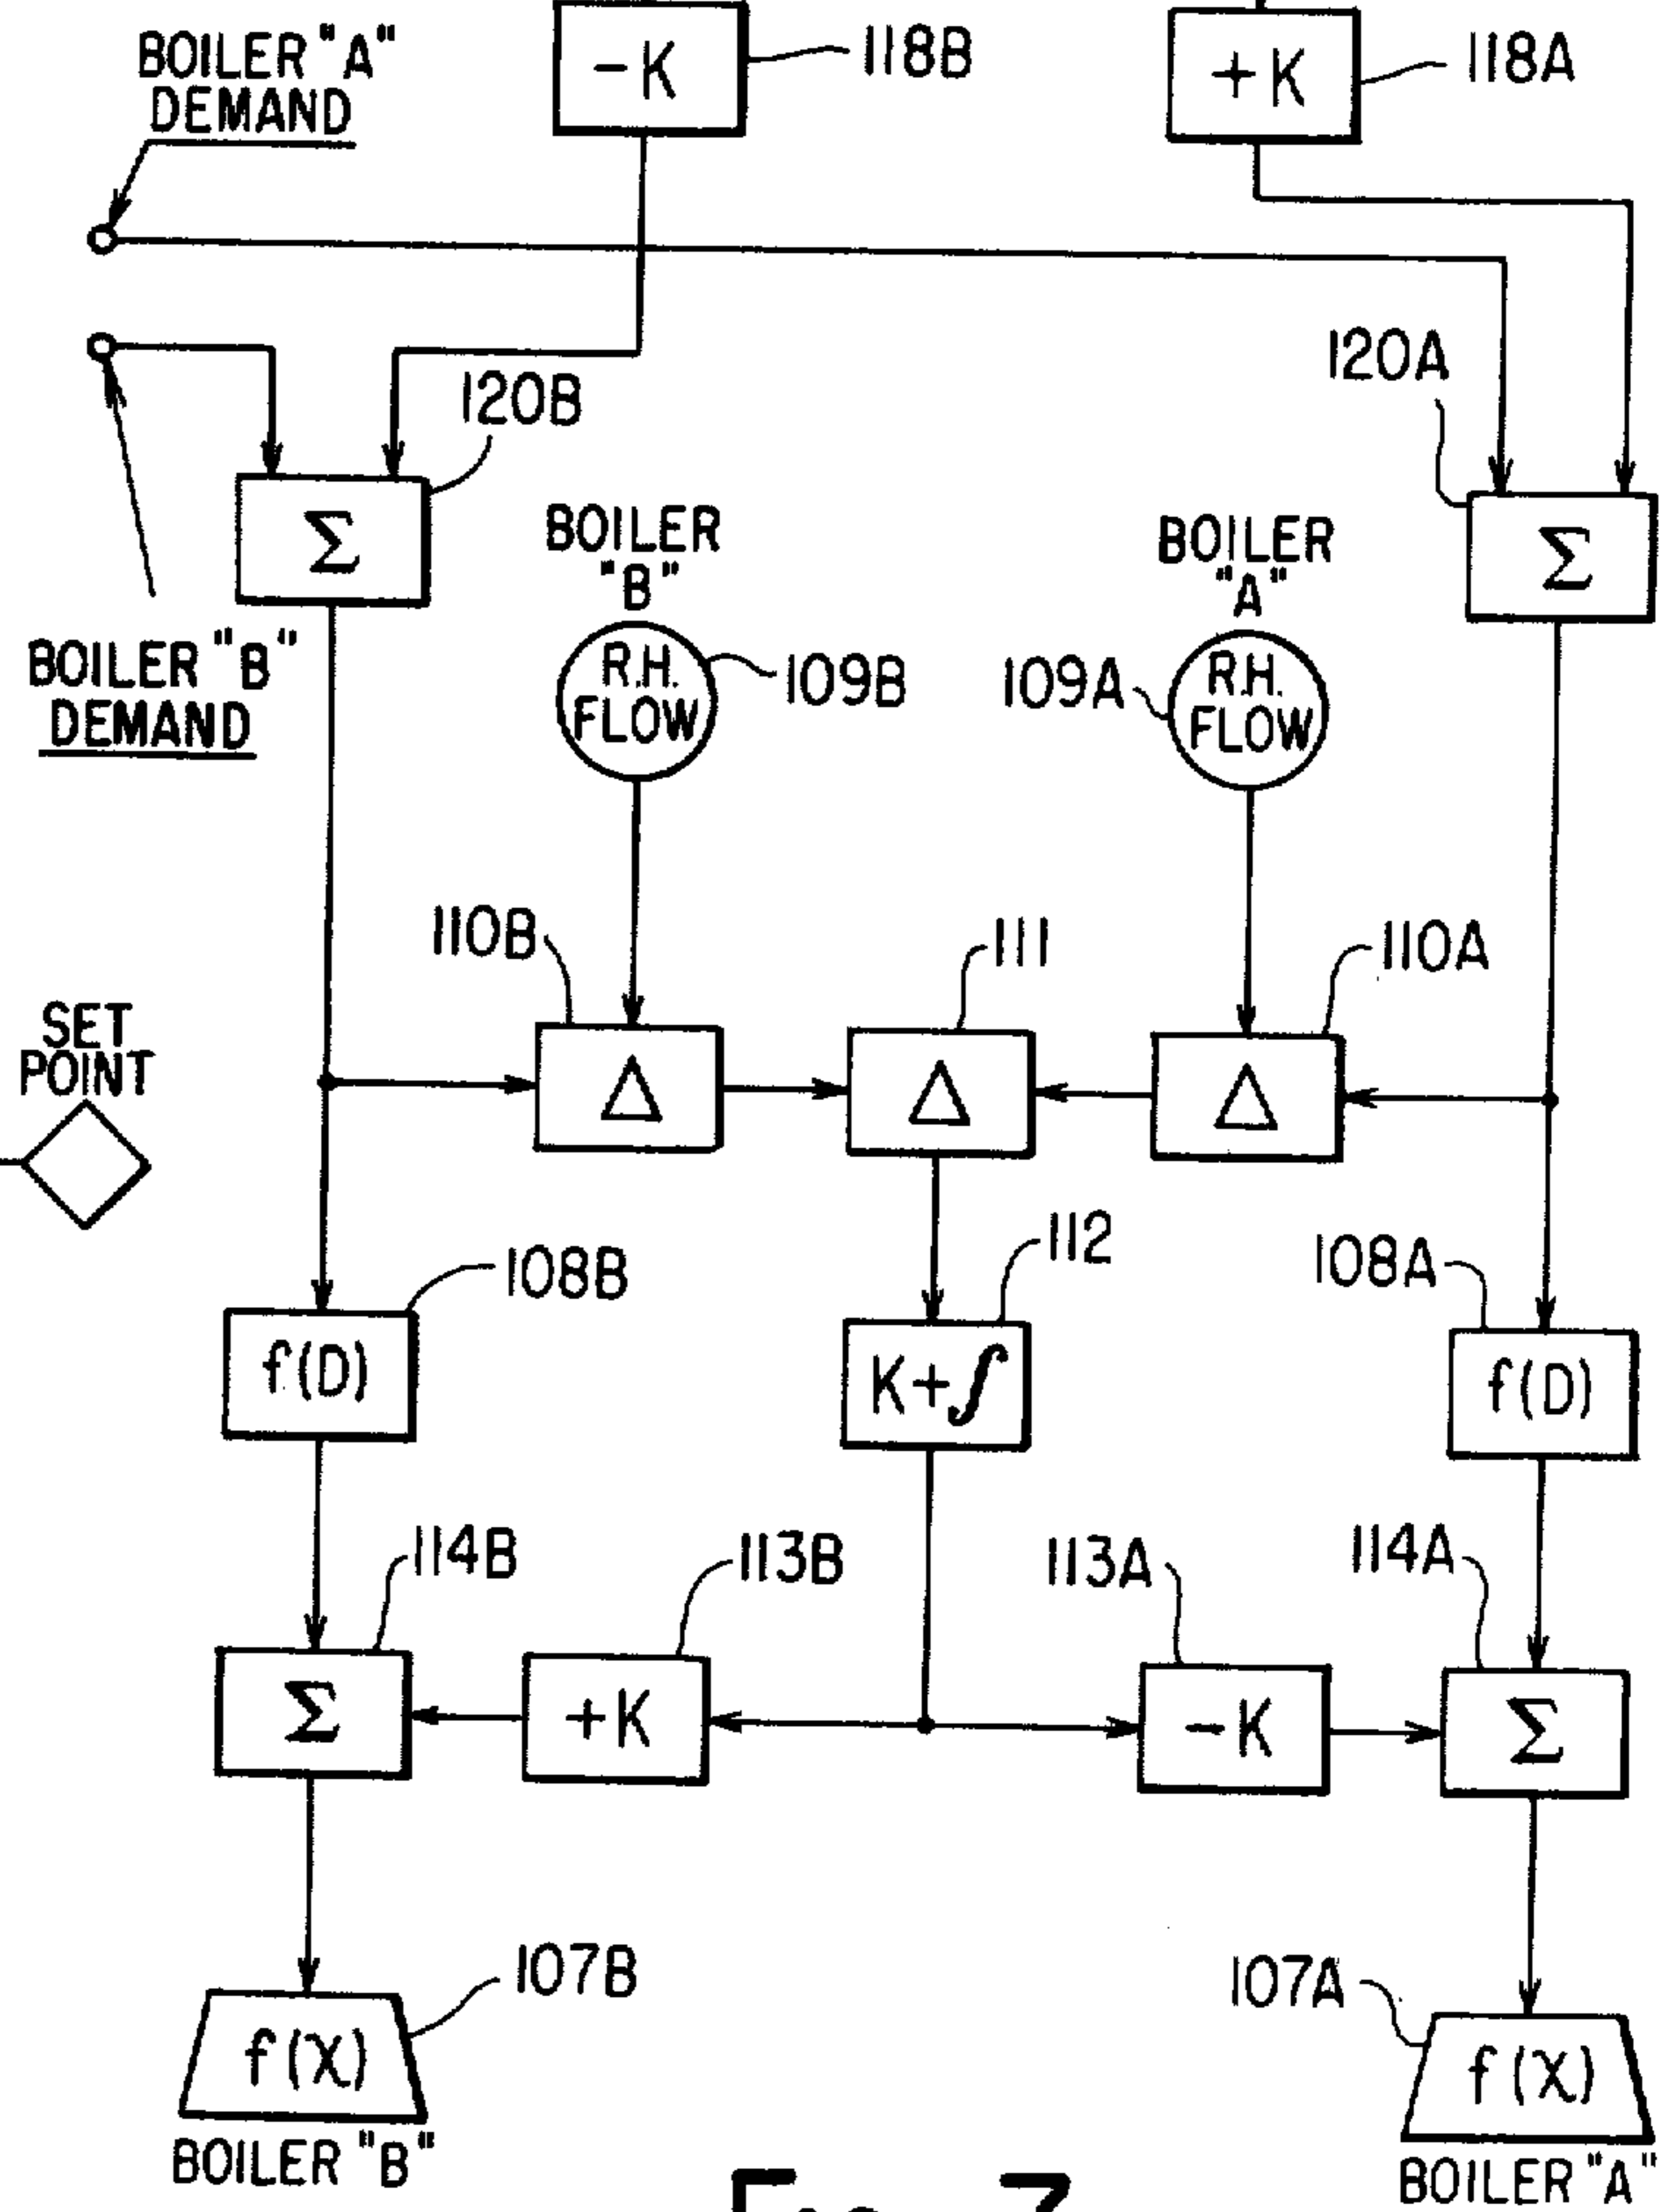 BOILER "A"
DEMAND
-K
118B
+K
118A
120B
120A
Σ
Σ
BOILER "B"
DEMAND
BOILER
"B"
R.H.
FLOW
109B
BOILER
"A"
R.H.
FLOW
109A
110B
111
110A
Δ
Δ
Δ
SET
POINT
108B
112
108A
f(D)
K+∫
f(D)
114B
113B
113A
114A
Σ
+K
-K
Σ
107B
107A
f(X)
f(X)
BOILER "B"
BOILER "A"